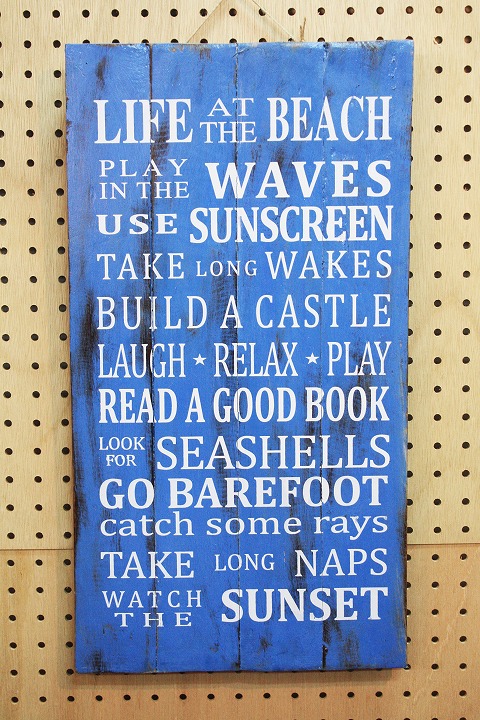 LIFE AT THE BEACH
PLAY IN THE WAVES
USE SUNSCREEN
TAKE LONG WAKES
BUILD A CASTLE
LAUGH ★ RELAX ★ PLAY
READ A GOOD BOOK
LOOK FOR SEASHELLS
GO BAREFOOT
catch some rays
TAKE LONG NAPS
WATCH THE SUNSET